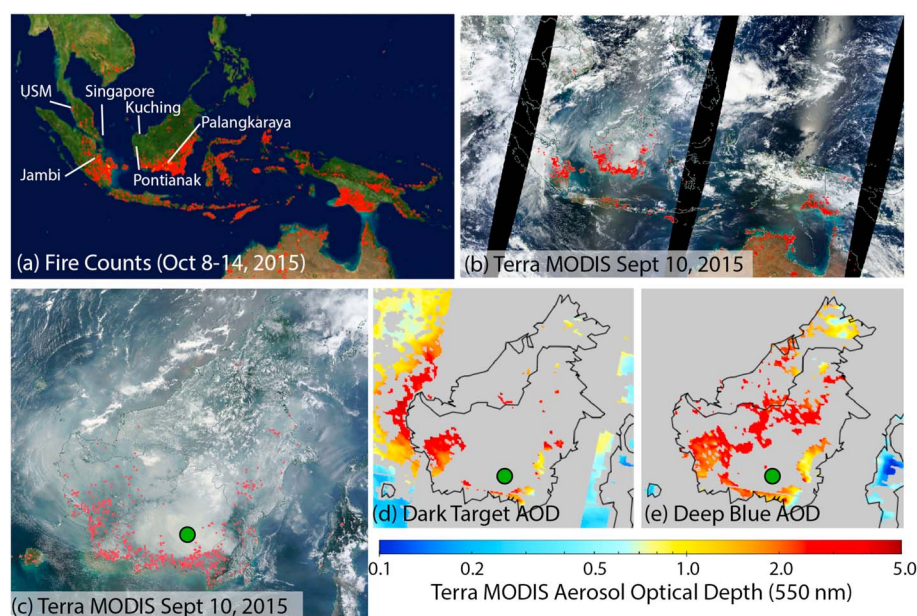 USM
Singapore
Kuching
Palangkaraya
Jambi
Pontianak
(a) Fire Counts (Oct 8-14, 2015)
(b) Terra MODIS Sept 10, 2015
(c) Terra MODIS Sept 10, 2015
(d) Dark Target AOD
(e) Deep Blue AOD
0.1 0.2 0.5 1.0 2.0 5.0
Terra MODIS Aerosol Optical Depth (550 nm)